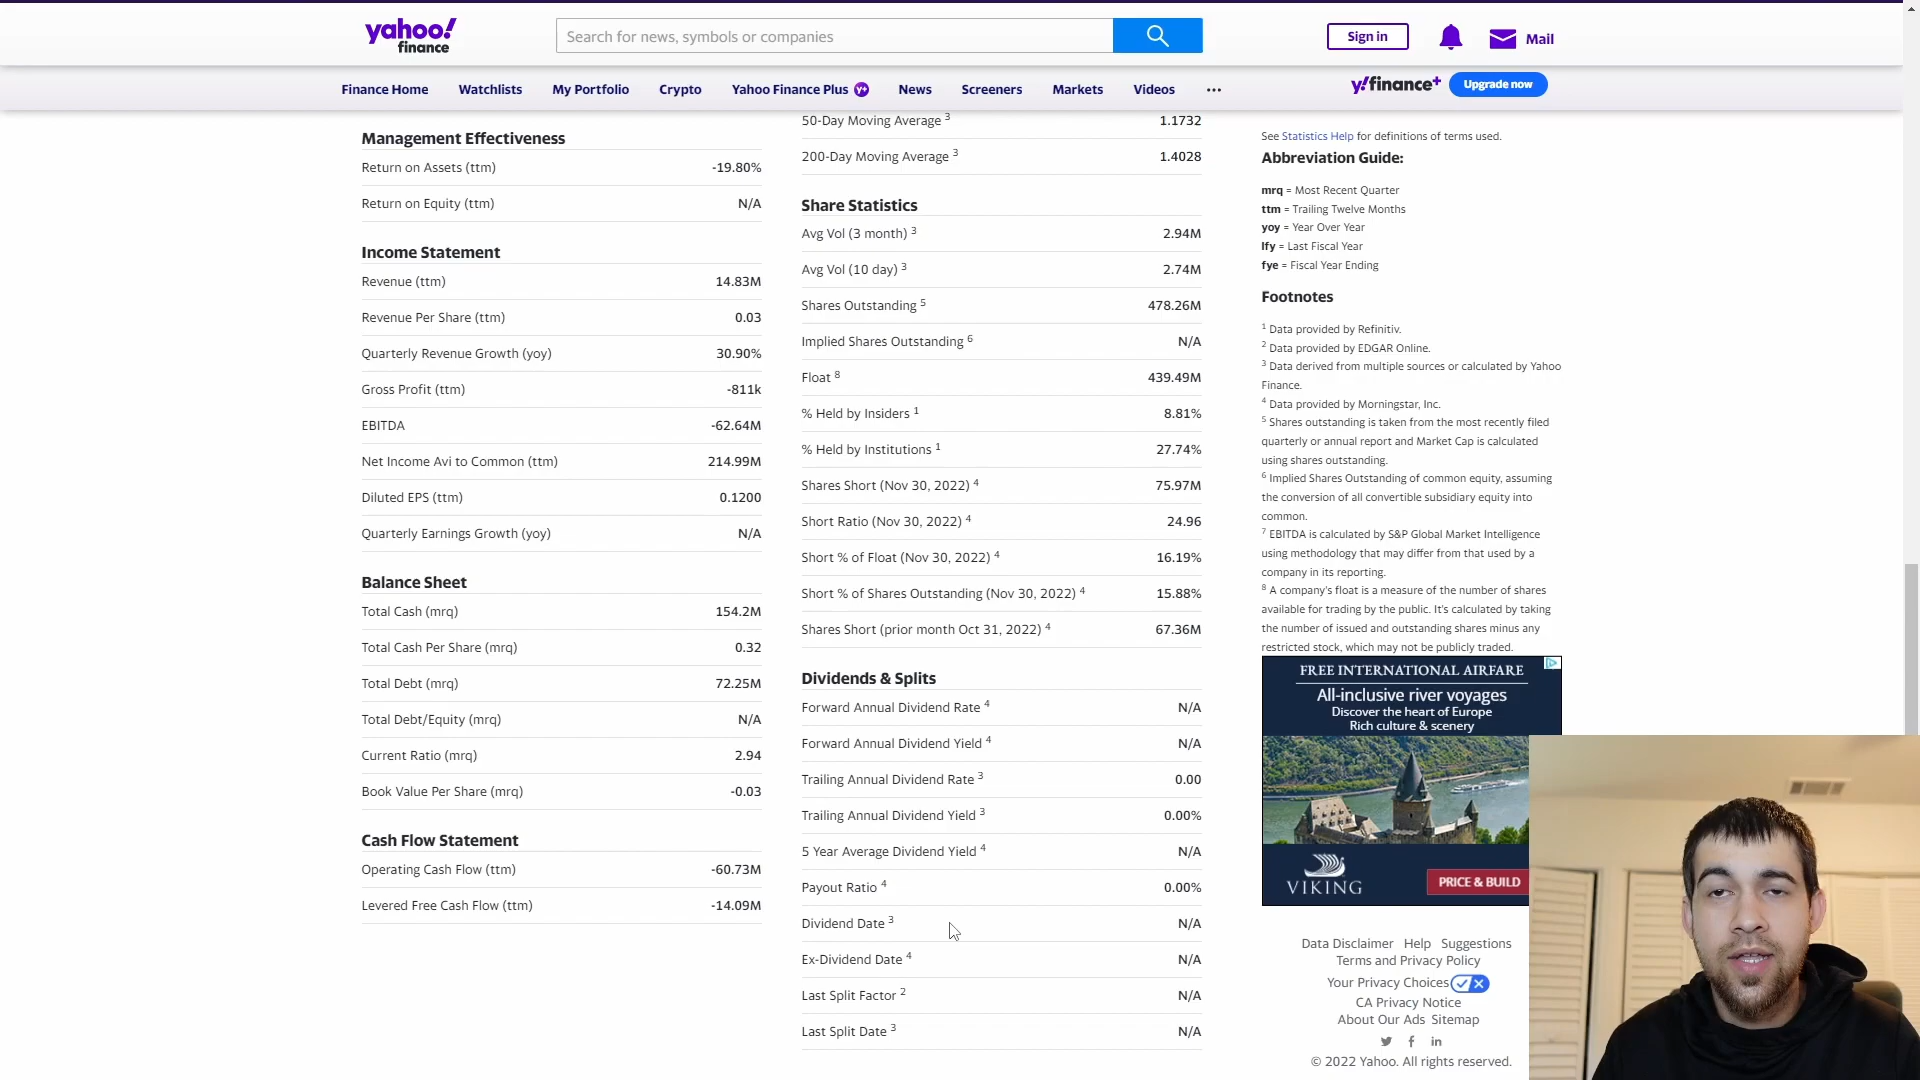 yahoo!
finance
Search for news, symbols or companies
Sign in
Mail
Finance Home
Watchlists
My Portfolio
Crypto
Yahoo Finance Plus Y+
News
Screeners
Markets
Videos
...
y!finance+
Upgrade now
Management Effectiveness
Return on Assets (ttm) -19.80%
Return on Equity (ttm) N/A
Income Statement
Revenue (ttm) 14.83M
Revenue Per Share (ttm) 0.03
Quarterly Revenue Growth (yoy) 30.90%
Gross Profit (ttm) -811k
EBITDA -62.64M
Net Income Avi to Common (ttm) 214.99M
Diluted EPS (ttm) 0.1200
Quarterly Earnings Growth (yoy) N/A
Balance Sheet
Total Cash (mrq) 154.2M
Total Cash Per Share (mrq) 0.32
Total Debt (mrq) 72.25M
Total Debt/Equity (mrq) N/A
Current Ratio (mrq) 2.94
Book Value Per Share (mrq) -0.03
Cash Flow Statement
Operating Cash Flow (ttm) -60.73M
Levered Free Cash Flow (ttm) -14.09M
50-Day Moving Average 3 1.1732
200-Day Moving Average 3 1.4028
Share Statistics
Avg Vol (3 month) 3 2.94M
Avg Vol (10 day) 3 2.74M
Shares Outstanding 5 478.26M
Implied Shares Outstanding 6 N/A
Float 8 439.49M
% Held by Insiders 1 8.81%
% Held by Institutions 1 27.74%
Shares Short (Nov 30, 2022) 4 75.97M
Short Ratio (Nov 30, 2022) 4 24.96
Short % of Float (Nov 30, 2022) 4 16.19%
Short % of Shares Outstanding (Nov 30, 2022) 4 15.88%
Shares Short (prior month Oct 31, 2022) 4 67.36M
Dividends & Splits
Forward Annual Dividend Rate 4 N/A
Forward Annual Dividend Yield 4 N/A
Trailing Annual Dividend Rate 3 0.00
Trailing Annual Dividend Yield 3 0.00%
5 Year Average Dividend Yield 4 N/A
Payout Ratio 4 0.00%
Dividend Date 3 N/A
Ex-Dividend Date 4 N/A
Last Split Factor 2 N/A
Last Split Date 3 N/A
See Statistics Help for definitions of terms used.
Abbreviation Guide:
mrq = Most Recent Quarter
ttm = Trailing Twelve Months
yoy = Year Over Year
lfy = Last Fiscal Year
fye = Fiscal Year Ending
Footnotes
1 Data provided by Refinitiv.
2 Data provided by EDGAR Online.
3 Data derived from multiple sources or calculated by Yahoo
Finance.
4 Data provided by Morningstar, Inc.
5 Shares outstanding is taken from the most recently filed
quarterly or annual report and Market Cap is calculated
using shares outstanding.
6 Implied Shares Outstanding of common equity, assuming
the conversion of all convertible subsidiary equity into
common.
7 EBITDA is calculated by S&P Global Market Intelligence
using methodology that may differ from that used by a
company in its reporting.
8 A company's float is a measure of the number of shares
available for trading by the public. It's calculated by taking
the number of issued and outstanding shares minus any
restricted stock, which may not be publicly traded.
FREE INTERNATIONAL AIRFARE
All-inclusive river voyages
Discover the heart of Europe
Rich culture & scenery
VIKING
PRICE & BUILD
Data Disclaimer Help Suggestions
Terms and Privacy Policy
Your Privacy Choices
CA Privacy Notice
About Our Ads Sitemap
© 2022 Yahoo. All rights reserved.